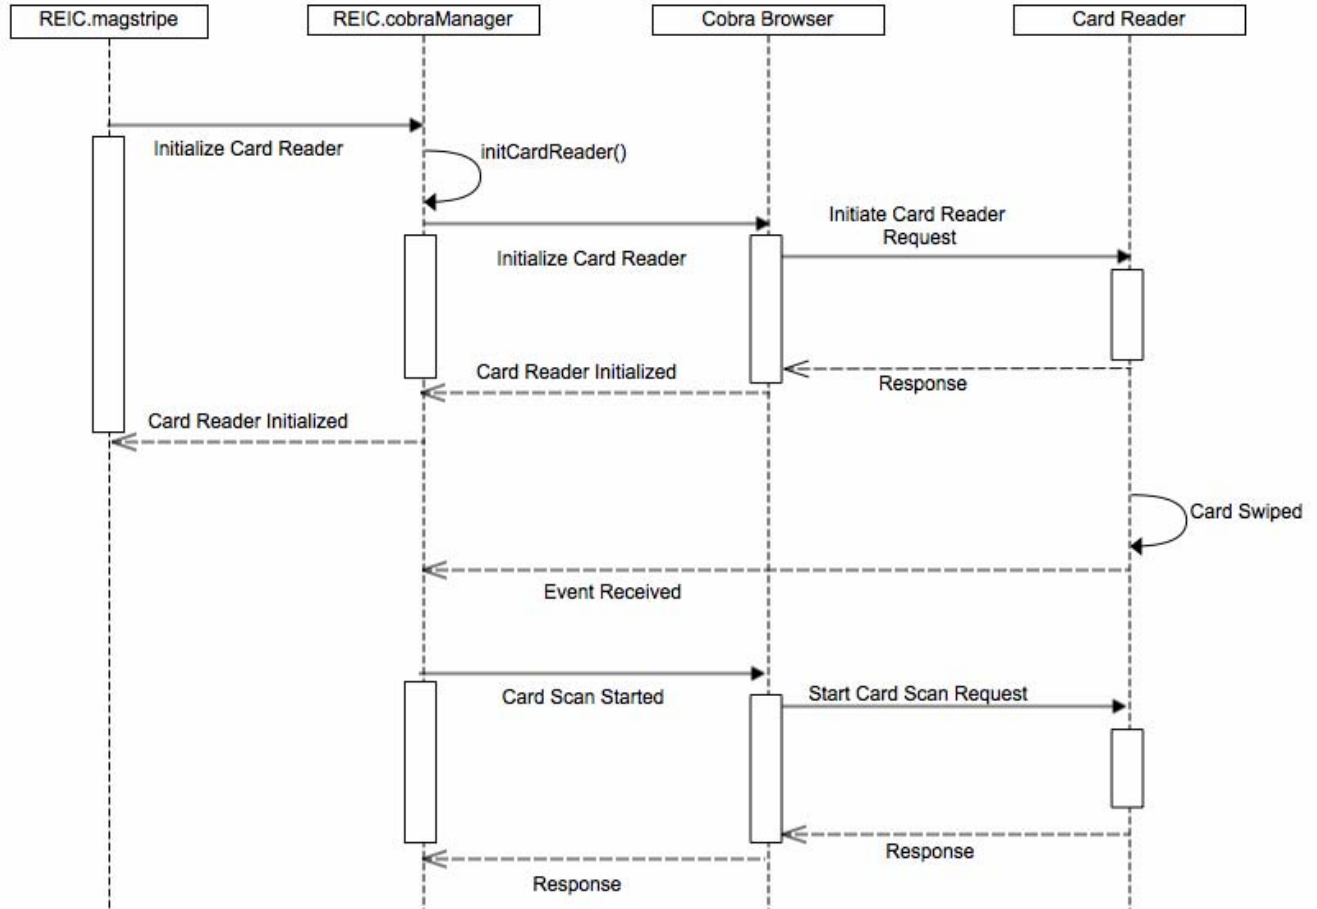 REIC.magstripe
REIC.cobraManager
Cobra Browser
Card Reader
Initialize Card Reader
initCardReader()
Initiate Card Reader
Request
Initialize Card Reader
Card Reader Initialized
Response
Card Reader Initialized
Card Swiped
Event Received
Card Scan Started
Start Card Scan Request
Response
Response